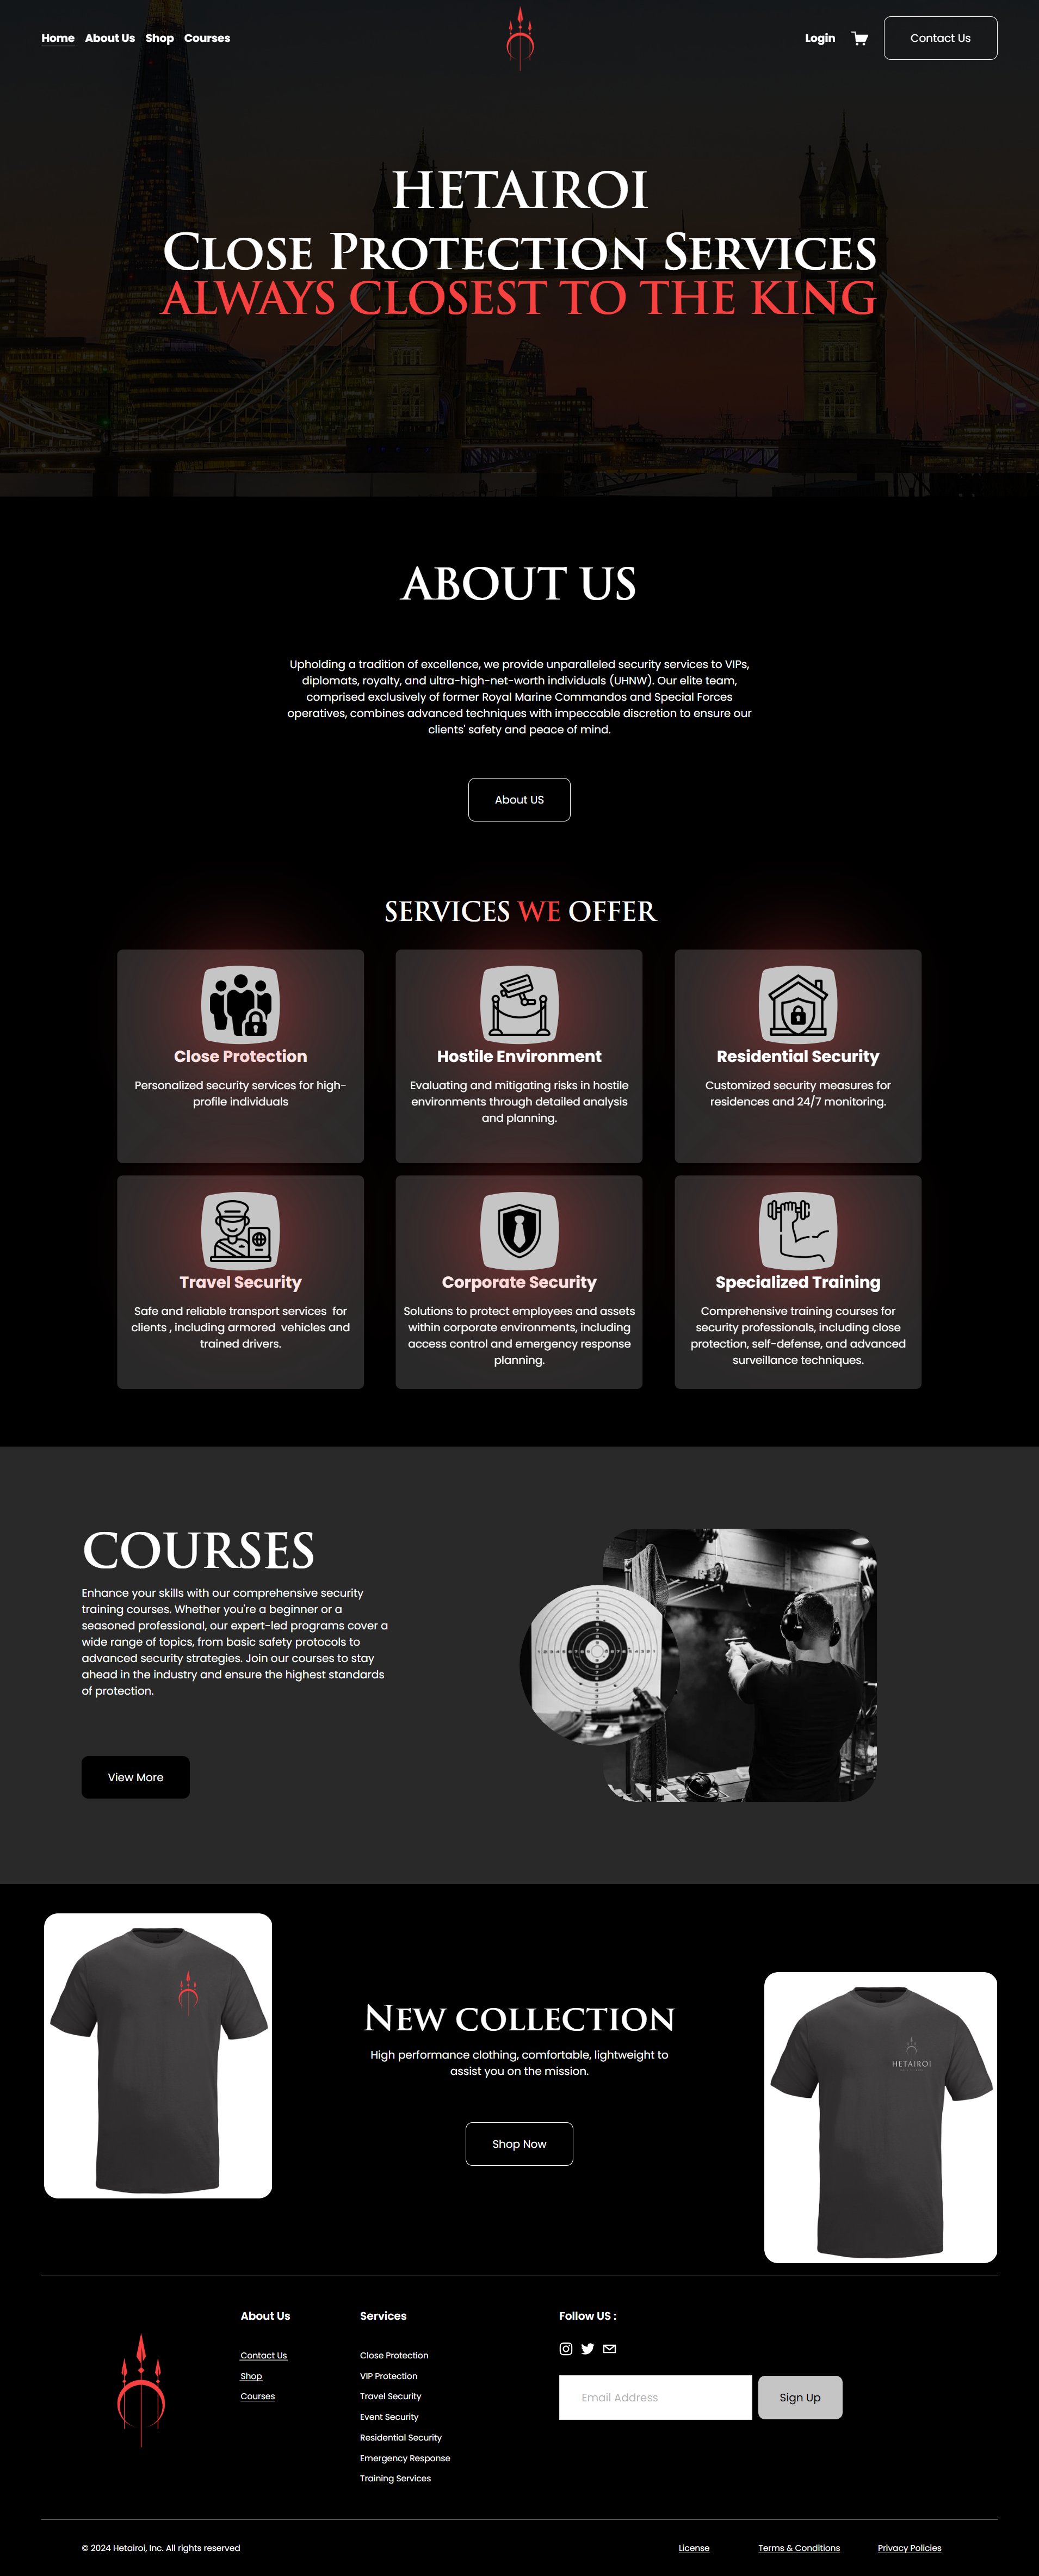 Home About Us Shop Courses
Login
Contact Us
HETAIROI
Close Protection Services
ALWAYS CLOSEST TO THE KING
ABOUT US
Upholding a tradition of excellence, we provide unparalleled security services to VIPs,
diplomats, royalty, and ultra-high-net-worth individuals (UHNW). Our elite team,
comprised exclusively of former Royal Marine Commandos and Special Forces
operatives, combines advanced techniques with impeccable discretion to ensure our
clients' safety and peace of mind.
About US
SERVICES WE OFFER
Close Protection
Personalized security services for high-
profile individuals
Hostile Environment
Evaluating and mitigating risks in hostile
environments through detailed analysis
and planning.
Residential Security
Customized security measures for
residences and 24/7 monitoring.
Travel Security
Safe and reliable transport services  for
clients , including armored  vehicles and
trained drivers.
Corporate Security
Solutions to protect employees and assets
within corporate environments, including
access control and emergency response
planning.
Specialized Training
Comprehensive training courses for
security professionals, including close
protection, self-defense, and advanced
surveillance techniques.
COURSES
Enhance your skills with our comprehensive security
training courses. Whether you're a beginner or a
seasoned professional, our expert-led programs cover a
wide range of topics, from basic safety protocols to
advanced security strategies. Join our courses to stay
ahead in the industry and ensure the highest standards
of protection.
View More
New collection
High performance clothing, comfortable, lightweight to
assist you on the mission.
Shop Now
HETAIROI
About Us
Contact Us
Shop
Courses
Services
Close Protection
VIP Protection
Travel Security
Event Security
Residential Security
Emergency Response
Training Services
Follow US :
Email Address
Sign Up
© 2024 Hetairoi, Inc. All rights reserved
License
Terms & Conditions
Privacy Policies